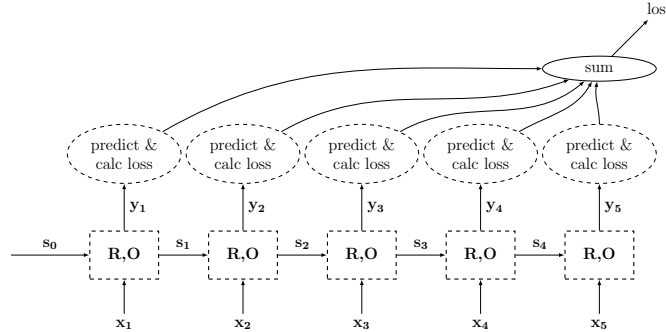 los
sum
predict & calc loss
predict & calc loss
predict & calc loss
predict & calc loss
predict & calc loss
y1 y2 y3 y4 y5
s0 s1 s2 s3 s4
R,O R,O R,O R,O R,O
x1 x2 x3 x4 x5